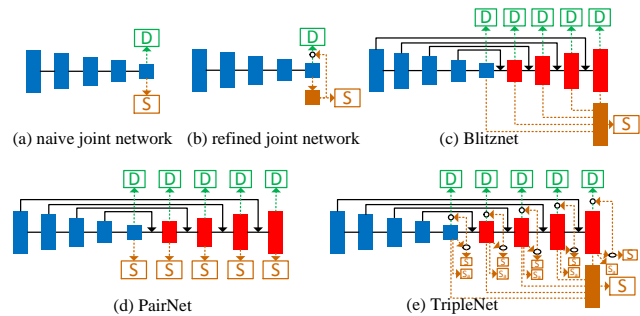 D
D
D D D D D
S
S
S
(a) naive joint network
(b) refined joint network
(c) Blitznet
D D D D D
D D D D D
S S S S S
S
S
S
S
(d) PairNet
(e) TripleNet